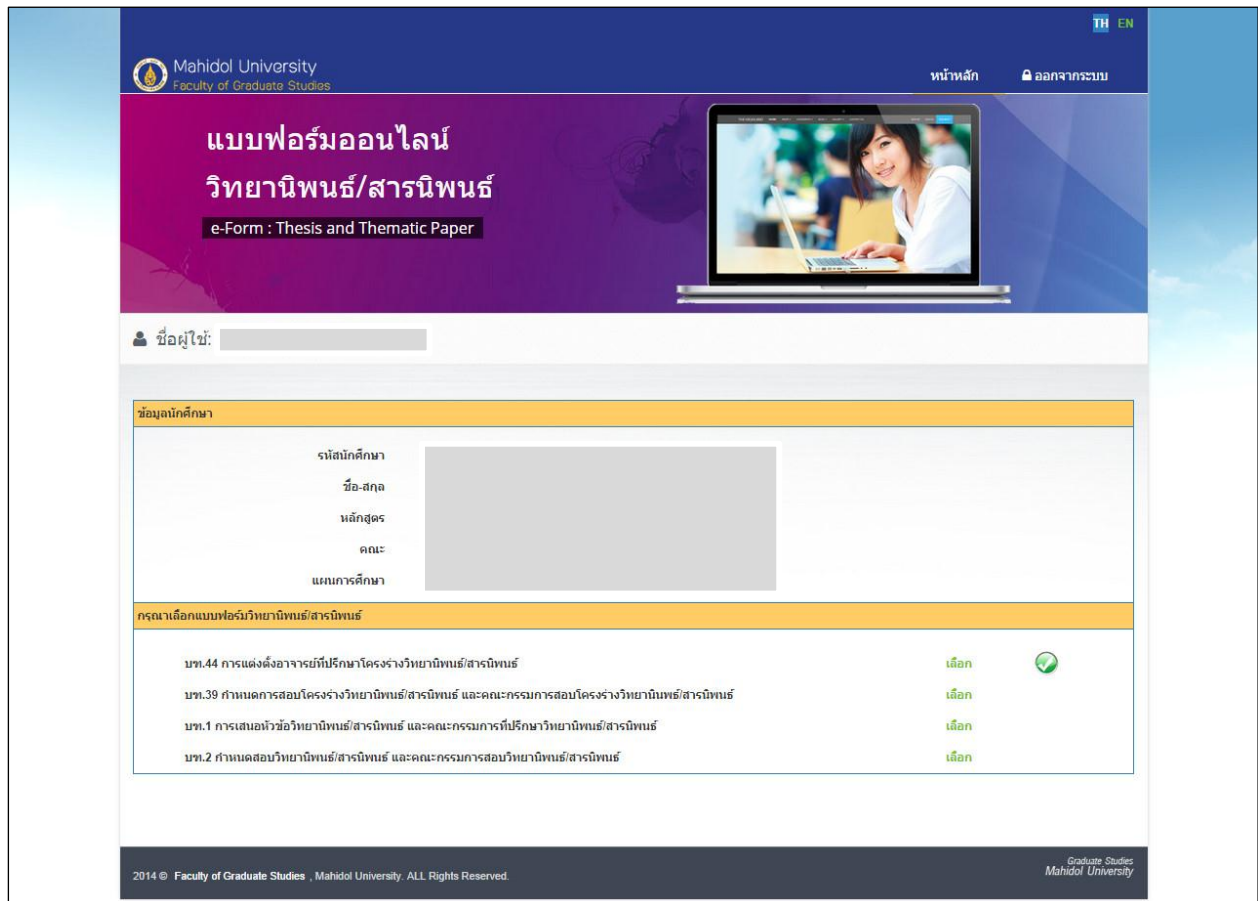 TH EN
Mahidol University
Faculty of Graduate Studies
หน้าหลัก ออกจากระบบ
แบบฟอร์มออนไลน์
วิทยานิพนธ์/สารนิพนธ์
e-Form : Thesis and Thematic Paper
ชื่อผู้ใช้:
ข้อมูลนักศึกษา
รหัสนักศึกษา
ชื่อ-สกุล
หลักสูตร
คณะ
แผนการศึกษา
กรุณาเลือกแบบฟอร์มวิทยานิพนธ์/สารนิพนธ์
บฑ.44 การแต่งตั้งอาจารย์ที่ปรึกษาโครงร่างวิทยานิพนธ์/สารนิพนธ์ เลือก
บฑ.39 กำหนดการสอบโครงร่างวิทยานิพนธ์/สารนิพนธ์ และคณะกรรมการสอบโครงร่างวิทยานินพธ์/สารนิพนธ์ เลือก
บฑ.1 การเสนอหัวข้อวิทยานิพนธ์/สารนิพนธ์ และคณะกรรมการที่ปรึกษาวิทยานิพนธ์/สารนิพนธ์ เลือก
บฑ.2 กำหนดสอบวิทยานิพนธ์/สารนิพนธ์ และคณะกรรมการสอบวิทยานิพนธ์/สารนิพนธ์ เลือก
2014 © Faculty of Graduate Studies , Mahidol University. ALL Rights Reserved.
Graduate Studies
Mahidol University